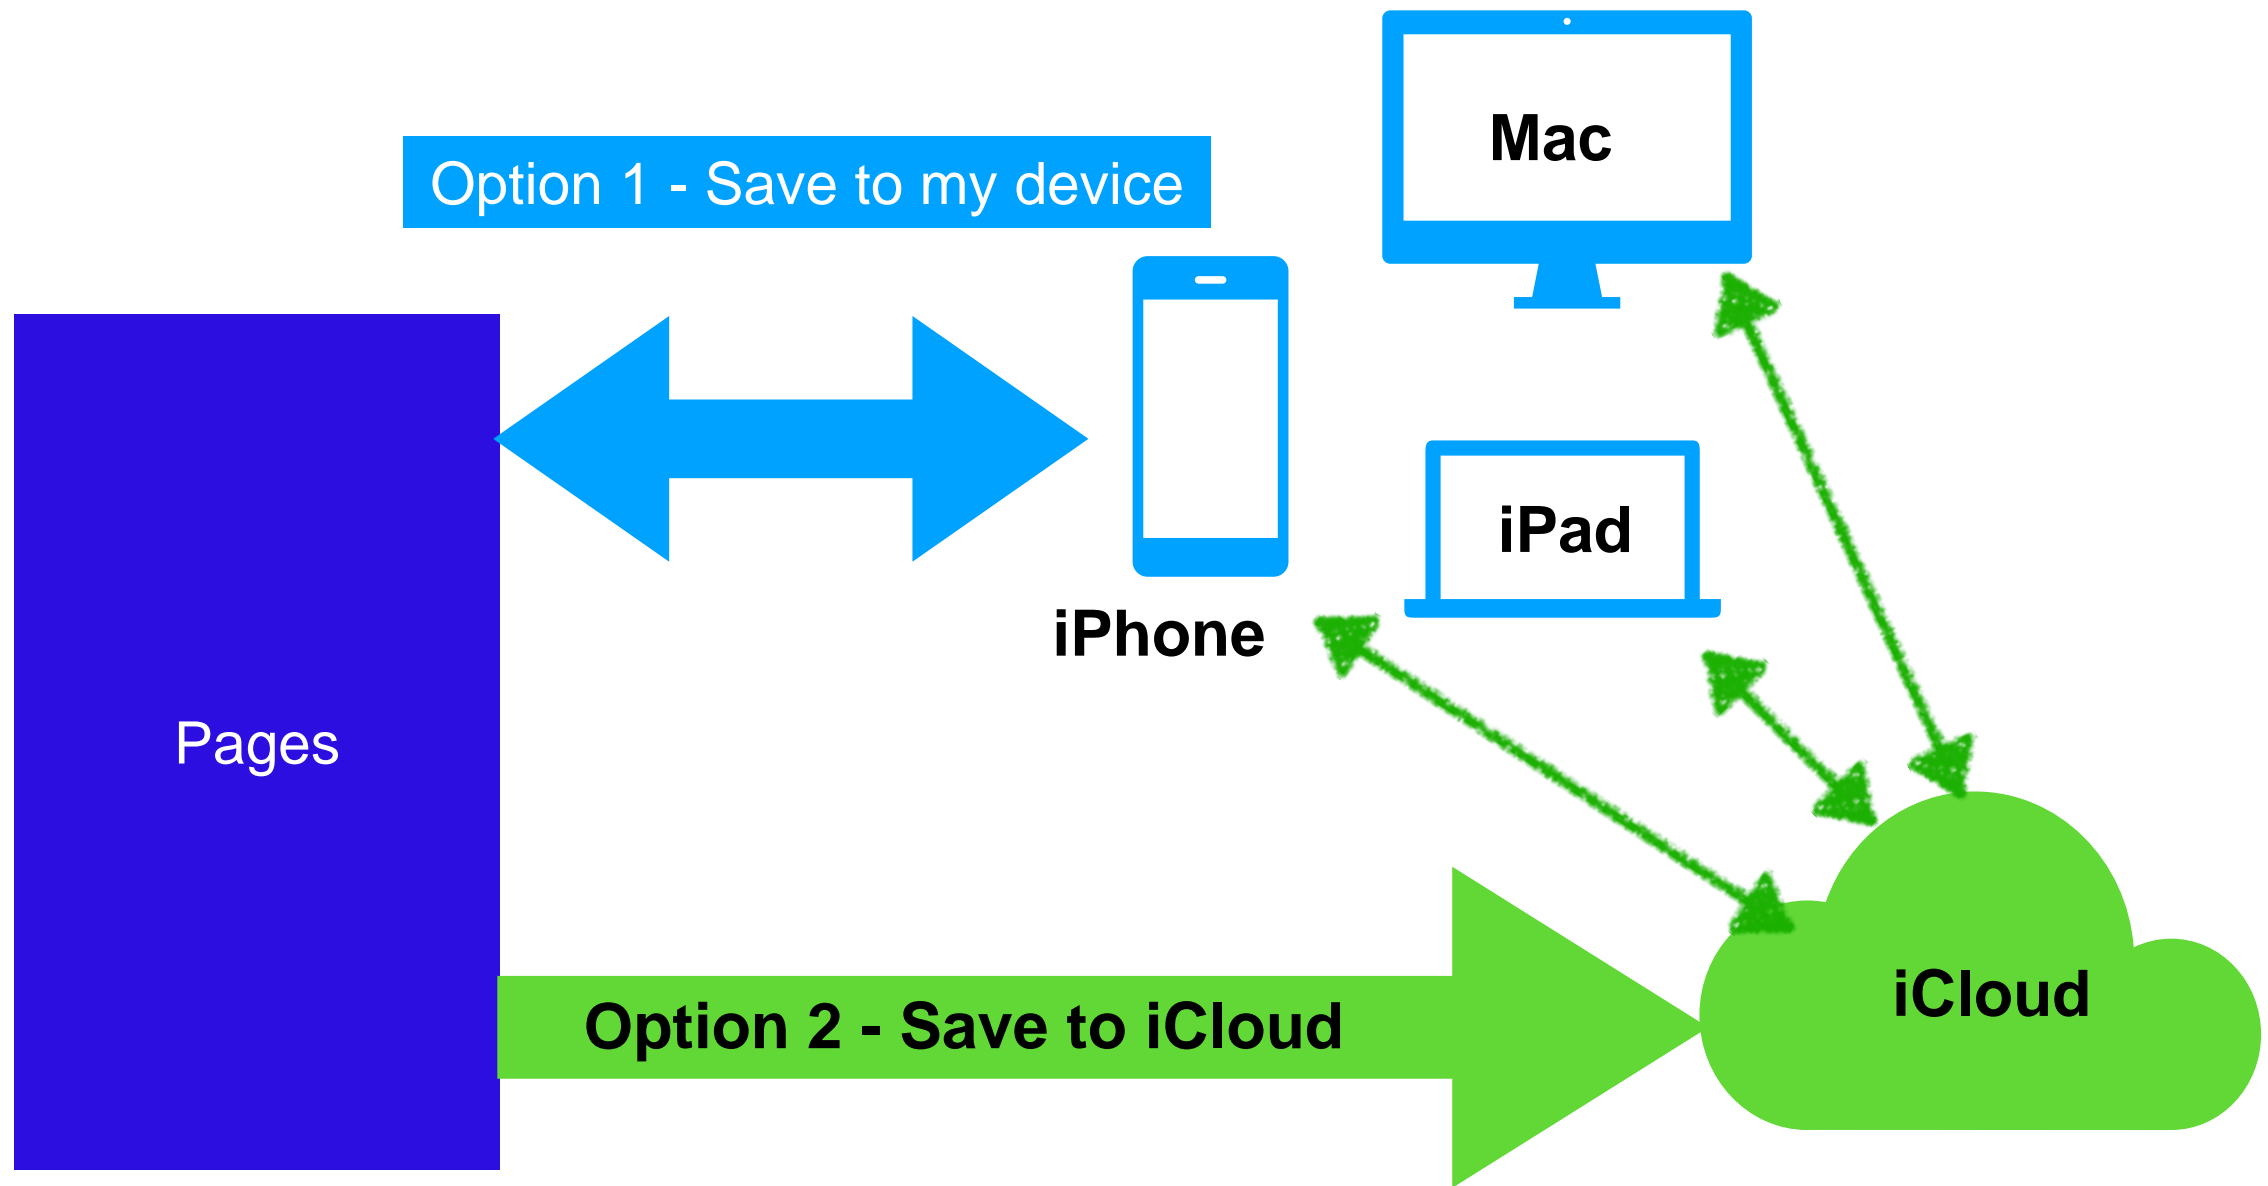 Mac
Option 1 - Save to my device
iPad
iPhone
Pages
iCloud
Option 2 - Save to iCloud